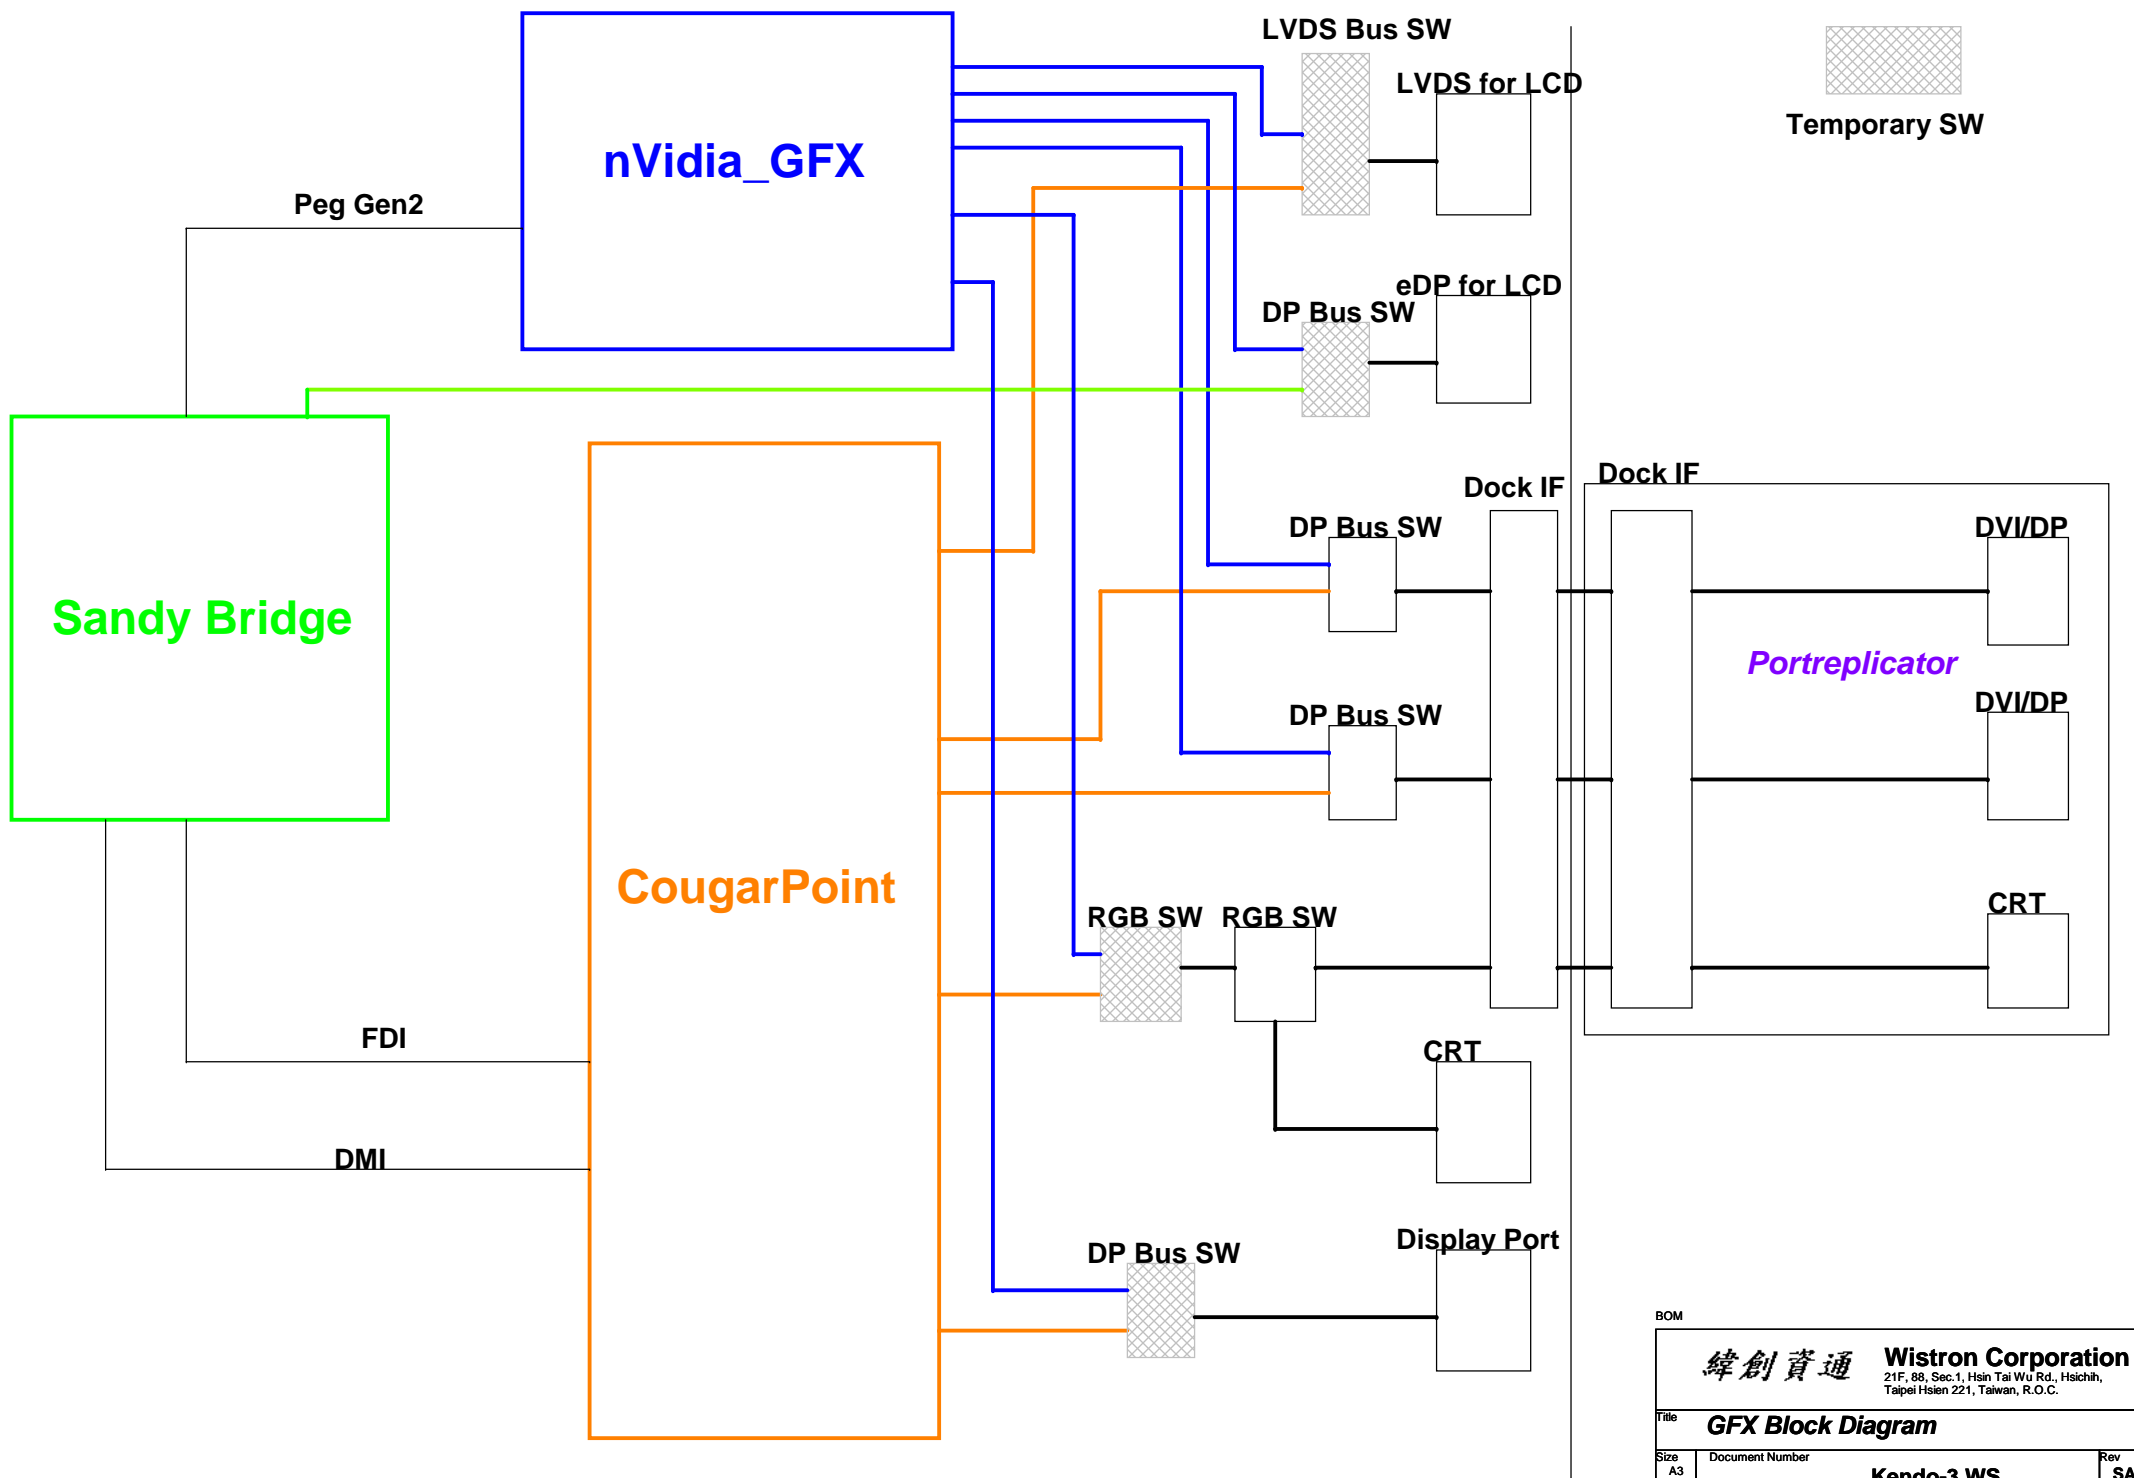 LVDS Bus SW
LVDS for LCD
Temporary SW
nVidia_GFX
Peg Gen2
eDP for LCD
DP Bus SW
Dock IF
Dock IF
DP Bus SW
DVI/DP
Sandy Bridge
Portreplicator
DP Bus SW
DVI/DP
CougarPoint
RGB SW
RGB SW
CRT
FDI
CRT
DMI
DP Bus SW
Display Port
BOM
緯創資通
Wistron Corporation
21F, 88, Sec.1, Hsin Tai Wu Rd., Hsichih,
Taipei Hsien 221, Taiwan, R.O.C.
Title
GFX Block Diagram
Size
A3
Document Number
Kendo-3 WS
Rev
SA